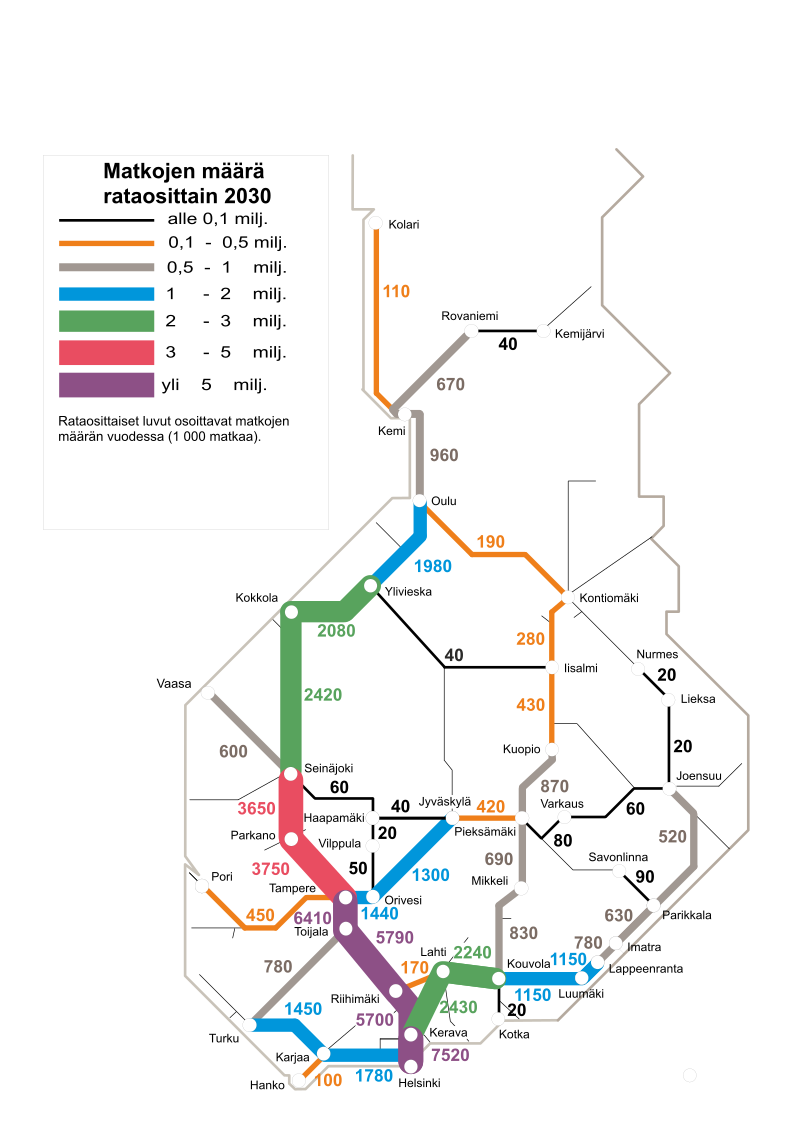 Matkojen määrä
rataosittain 2030
alle 0,1 milj.
0,1 - 0,5 milj.
0,5 - 1 milj.
1 - 2 milj.
2 - 3 milj.
3 - 5 milj.
yli 5 milj.
Rataosittaiset luvut osoittavat matkojen
määrän vuodessa (1 000 matkaa).
Kolari
110
Rovaniemi
Kemijärvi
40
670
Kemi
960
Oulu
190
1980
Ylivieska
Kokkola
Kontiomäki
2080
280
40
Nurmes
Iisalmi
20
Vaasa
2420
430
Lieksa
600
Kuopio
20
Seinäjoki
Joensuu
60
870
3650
Jyväskylä
40
420
Varkaus
60
Haapamäki
Parkano
20
Pieksämäki
520
Vilppula
80
3750
50
1300
690
Savonlinna
Pori
Tampere
Mikkeli
90
Orivesi
450
6410
1440
630
Parikkala
Toijala
5790
830
Imatra
Lahti
2240
780
780
170
Kouvola
1150
Lappeenranta
Riihimäki
1150
Luumäki
1450
2430
20
5700
Turku
Kerava
Kotka
Karjaa
7520
Hanko
100
1780
Helsinki